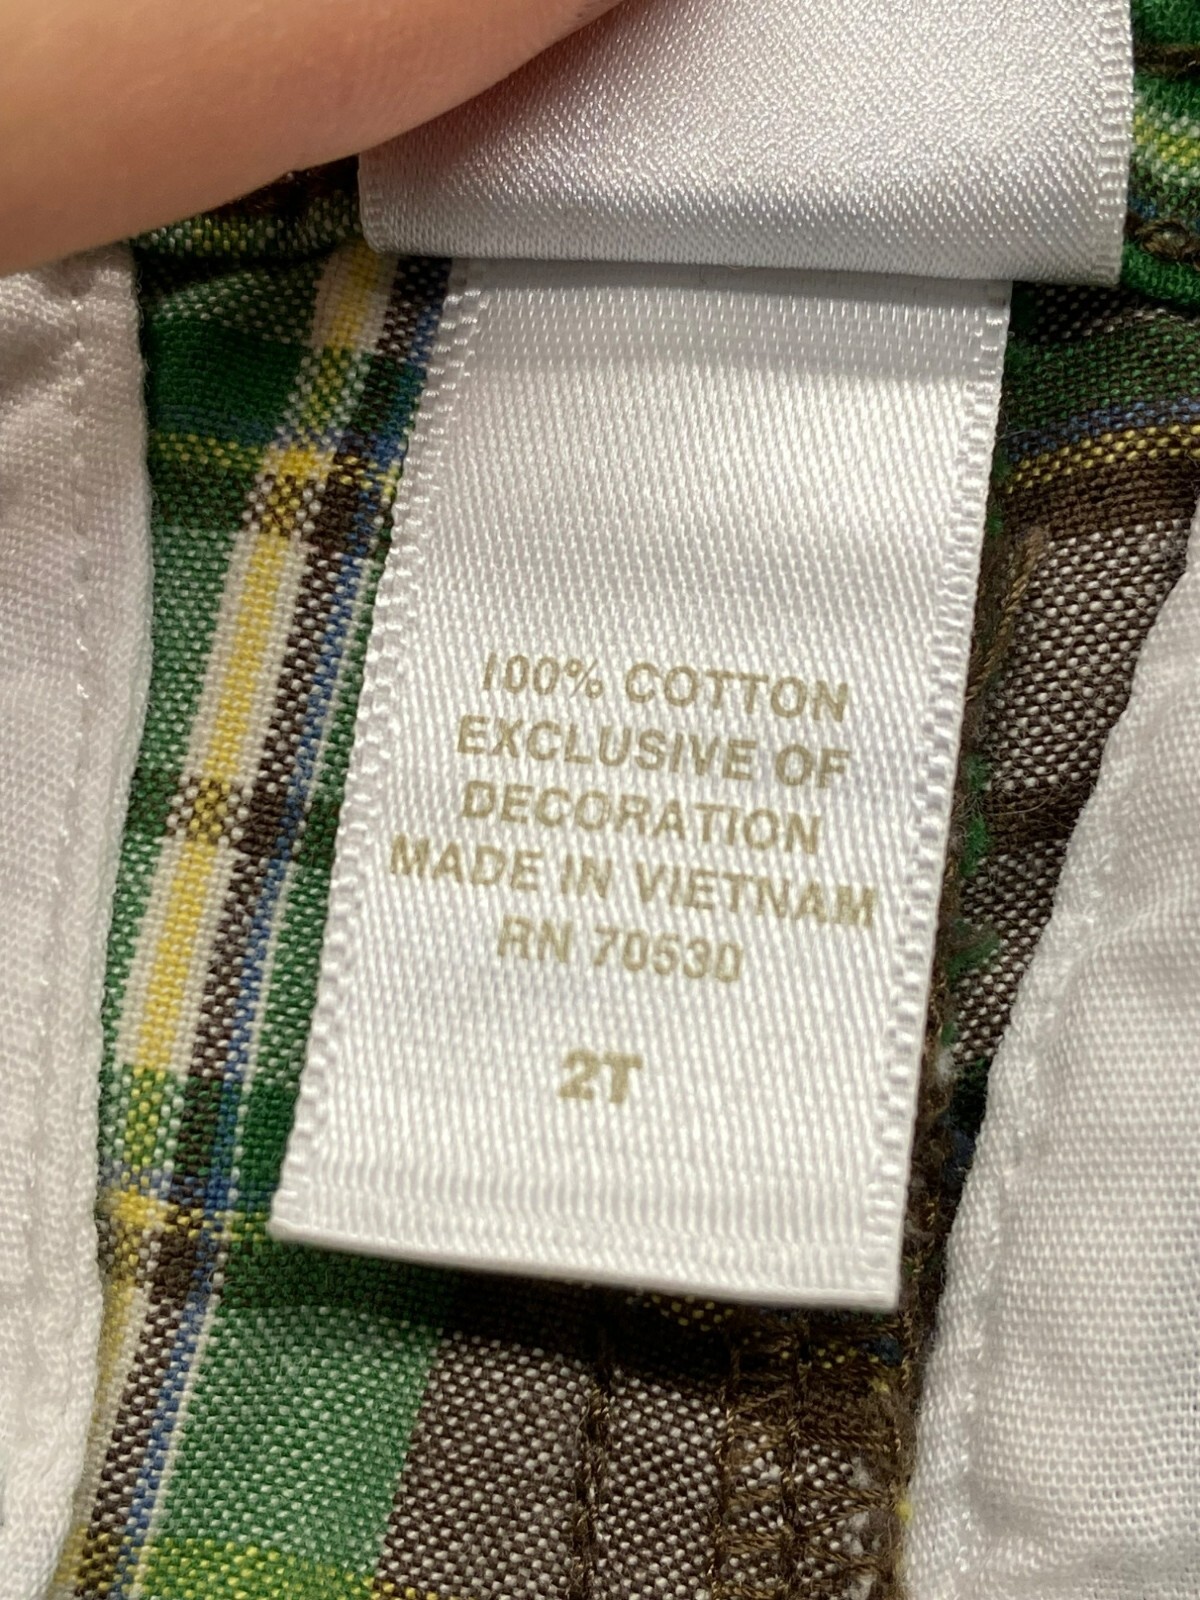 100% COTTON
EXCLUSIVE OF
DECORATION
MADE IN VIETNAM
RN 70530
2T